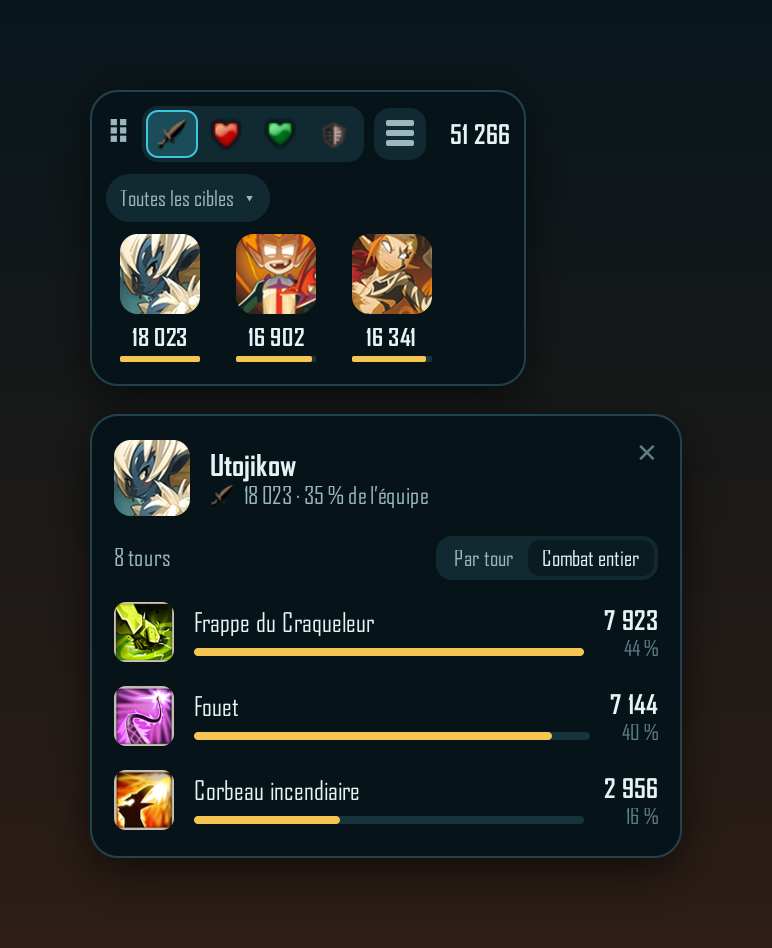 51 266
Toutes les cibles
18 023
16 902
16 341
Utojikow
18 023 · 35 % de l'équipe
8 tours
Par tour
Combat entier
Frappe du Craqueleur
7 923
44 %
Fouet
7 144
40 %
Corbeau incendiaire
2 956
16 %